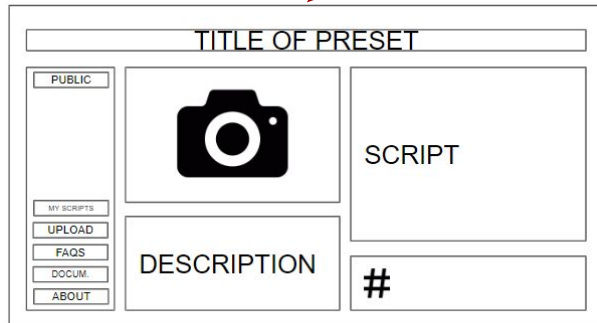 TITLE OF PRESET
PUBLIC
MY SCRIPTS
UPLOAD
FAQS
DOCUM.
ABOUT
DESCRIPTION
SCRIPT
#